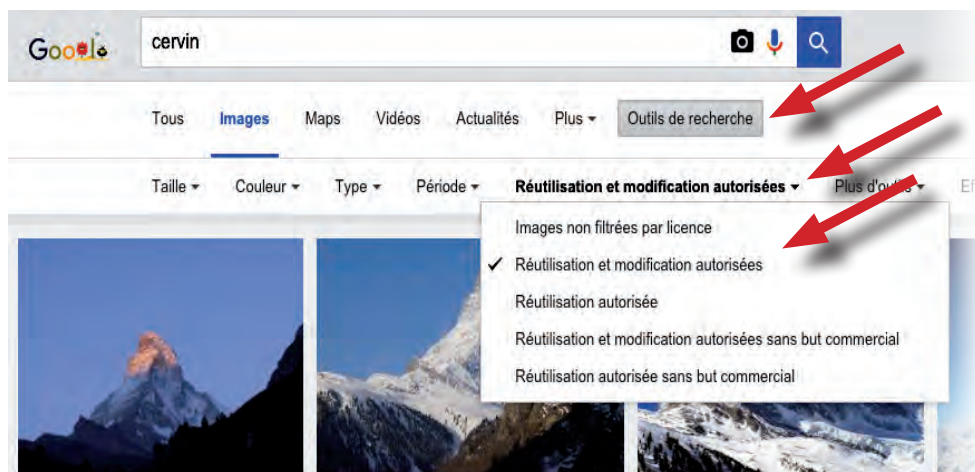 Google
cervin
Tous Images Maps Vidéos Actualités Plus Outils de recherche
Taille Couleur Type Période Réutilisation et modification autorisées Plus d'outils
Images non filtrées par licence
Réutilisation et modification autorisées
Réutilisation autorisée
Réutilisation et modification autorisées sans but commercial
Réutilisation autorisée sans but commercial